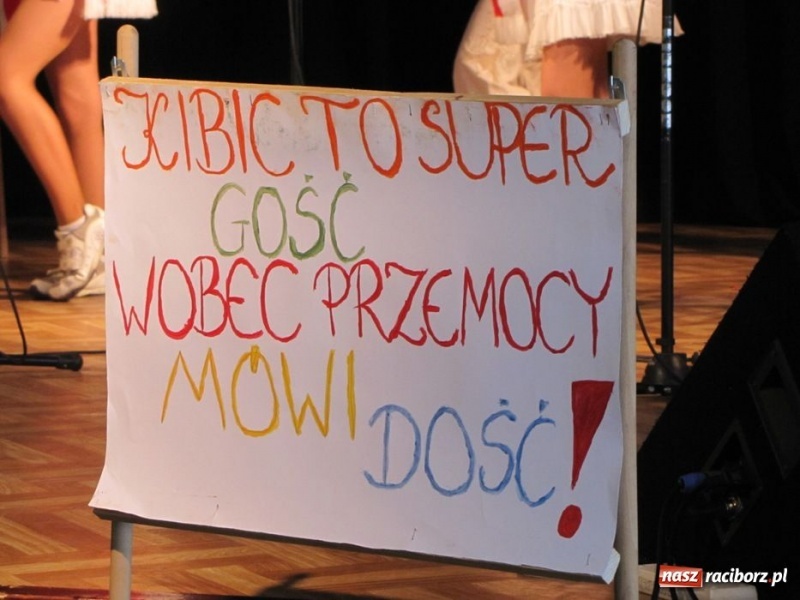 KIBIC TO SUPER
GOŚĆ
WOBEC PRZEMOCY
MÓWI
DOŚĆ!
nasz raciborz.pl